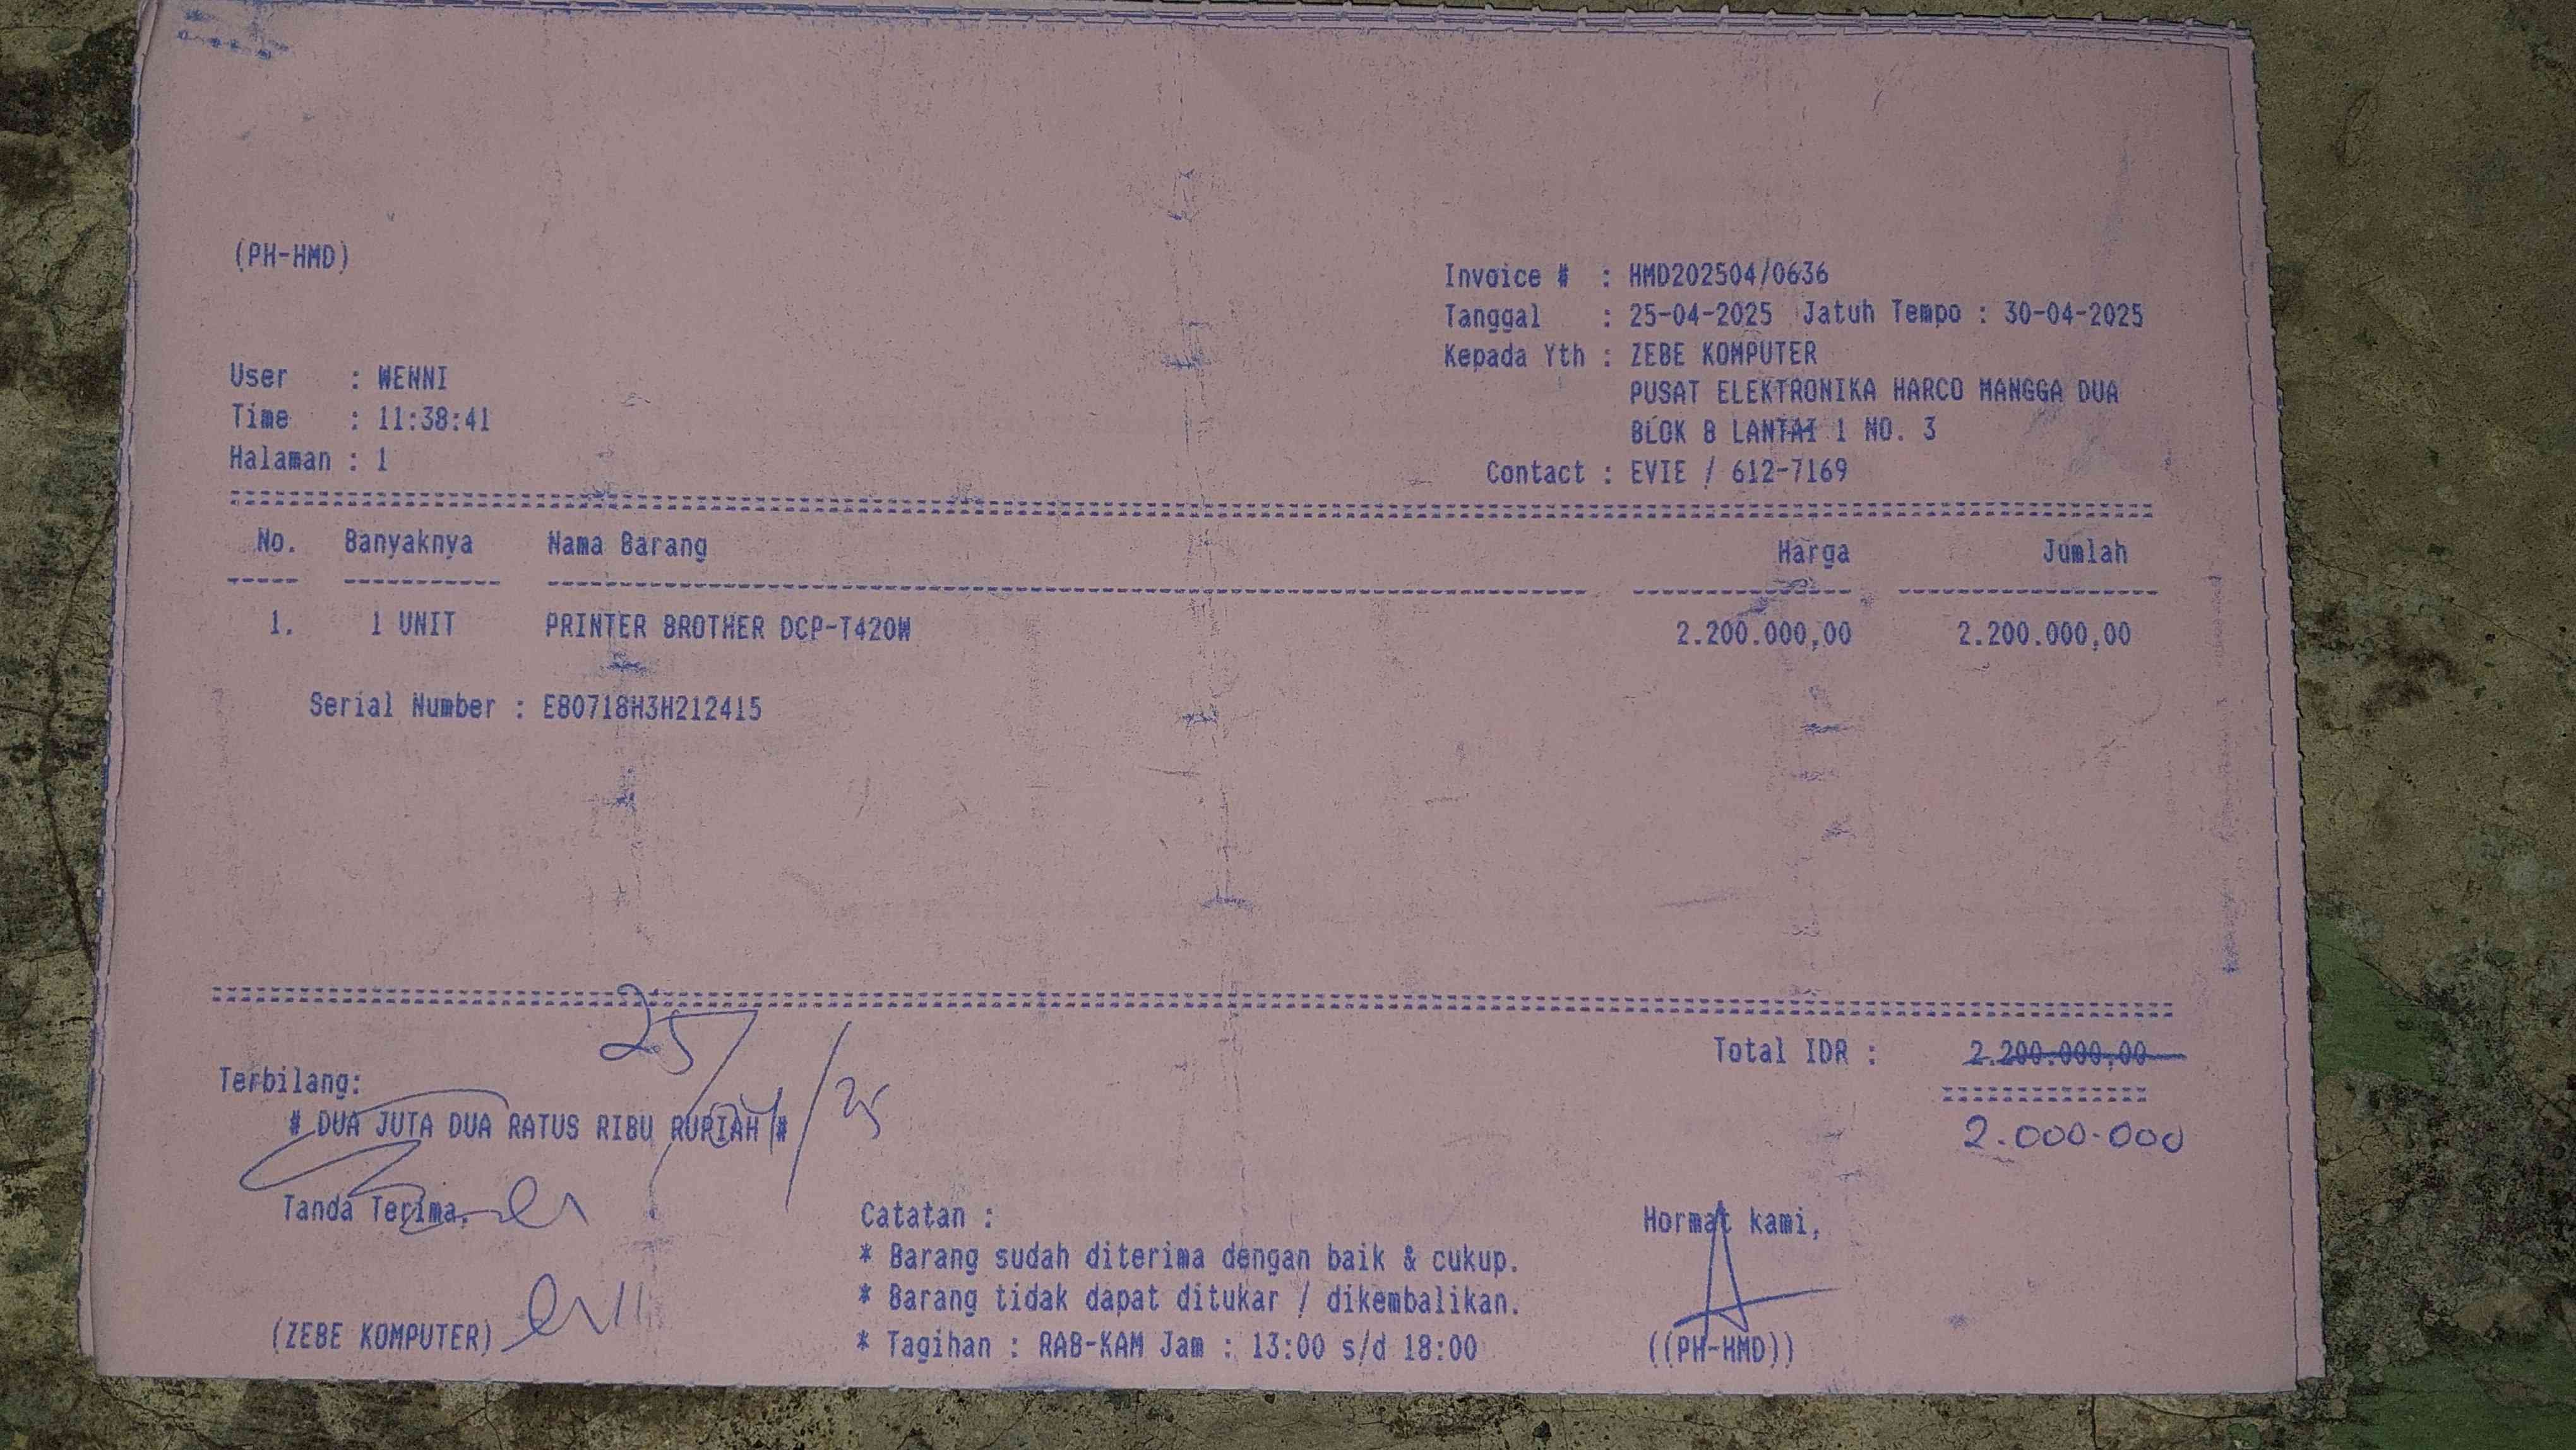 (PH-HMD)
Invoice # : HMD202504/0636
Tanggal : 25-04-2025 Jatuh Tempo : 30-04-2025
Kepada Yth : ZEBE KOMPUTER
PUSAT ELEKTRONIKA HARCO MANGGA DUA
BLOK B LANTAI 1 NO. 3
Contact : EVIE / 612-7169
User : WENNI
Time : 11:38:41
Halaman : 1
No. Banyaknya Nama Barang Harga Jumlah
1. 1 UNIT PRINTER BROTHER DCP-T420W 2.200.000,00 2.200.000,00
Serial Number : E80718H3H212415
Total IDR : 2.200.000,00
2.000.000
Terbilang:
# DUA JUTA DUA RATUS RIBU RUPIAH #
25/4/25
Tanda Terima,
(ZEBE KOMPUTER)
Catatan :
* Barang sudah diterima dengan baik & cukup.
* Barang tidak dapat ditukar / dikembalikan.
* Tagihan : RAB-KAM Jam : 13:00 s/d 18:00
Hormat kami,
((PH-HMD))